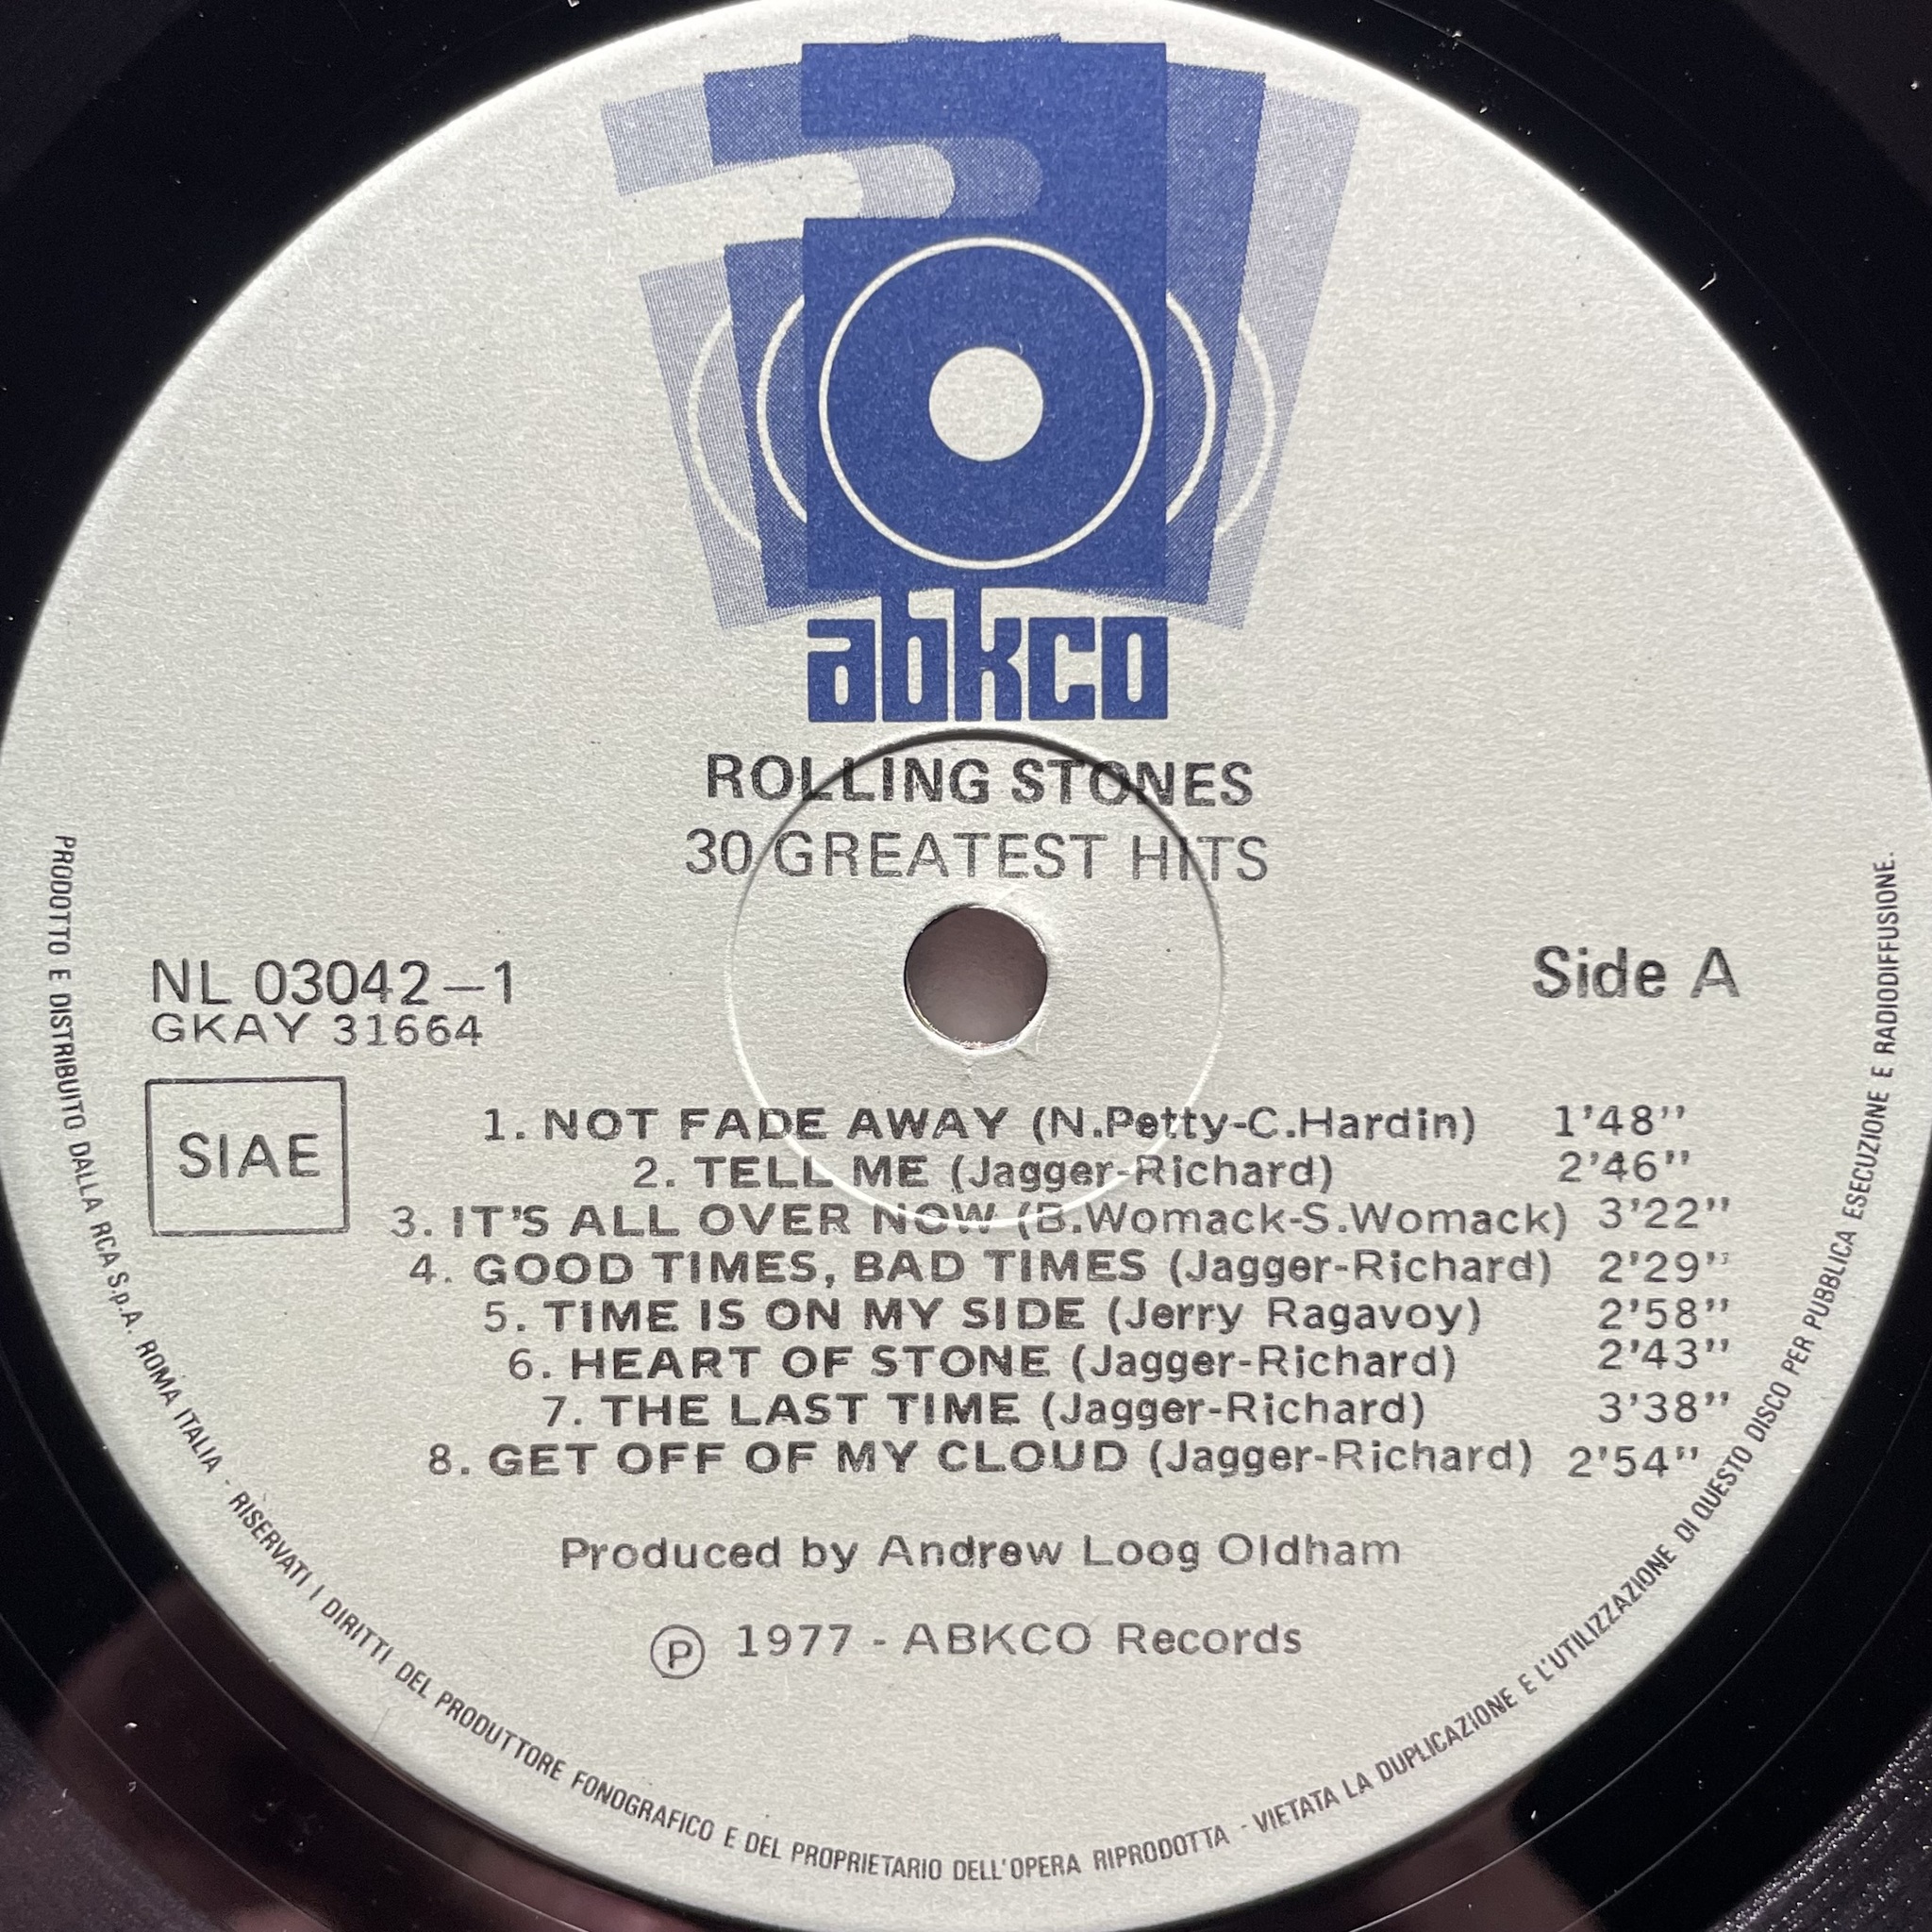 abkco
ROLLING STONES
30 GREATEST HITS
NL 03042-1
GKAY 31664
Side A
SIAE
1. NOT FADE AWAY (N.Petty-C.Hardin) 1'48"
2. TELL ME (Jagger-Richard) 2'46"
3. IT'S ALL OVER NOW (B.Womack-S.Womack) 3'22"
4. GOOD TIMES, BAD TIMES (Jagger-Richard) 2'29"
5. TIME IS ON MY SIDE (Jerry Ragavoy) 2'58"
6. HEART OF STONE (Jagger-Richard) 2'43"
7. THE LAST TIME (Jagger-Richard) 3'38"
8. GET OFF OF MY CLOUD (Jagger-Richard) 2'54"
Produced by Andrew Loog Oldham
Ⓟ 1977 - ABKCO Records
PRODOTTO E DISTRIBUITO DALLA RCA S.p.A. ROMA ITALIA - RISERVATI I DIRITTI DEL PRODUTTORE FONOGRAFICO E DEL PROPRIETARIO DELL'OPERA RIPRODOTTA - VIETATA LA DUPLICAZIONE E L'UTILIZZAZIONE DI QUESTO DISCO PER PUBBLICA ESECUZIONE E RADIODIFFUSIONE.